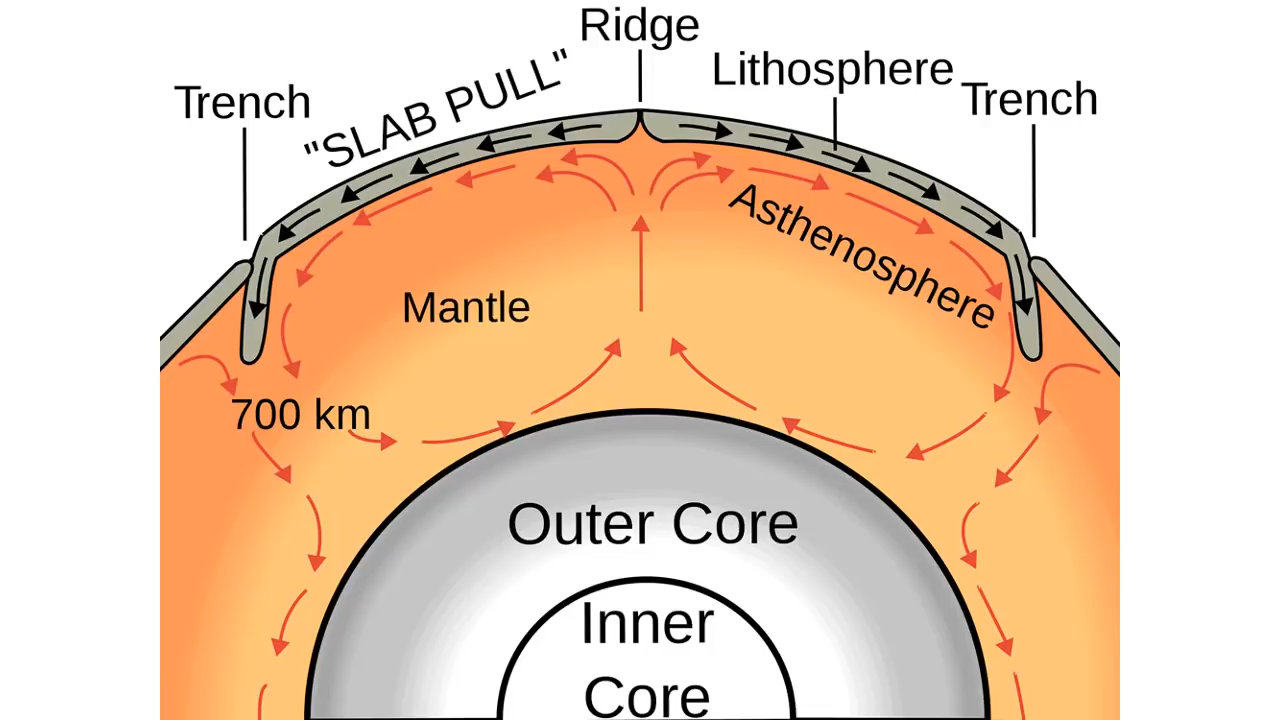 Ridge
Lithosphere
Trench
"SLAB PULL"
Trench
Asthenosphere
Mantle
700 km
Outer Core
Inner
Core